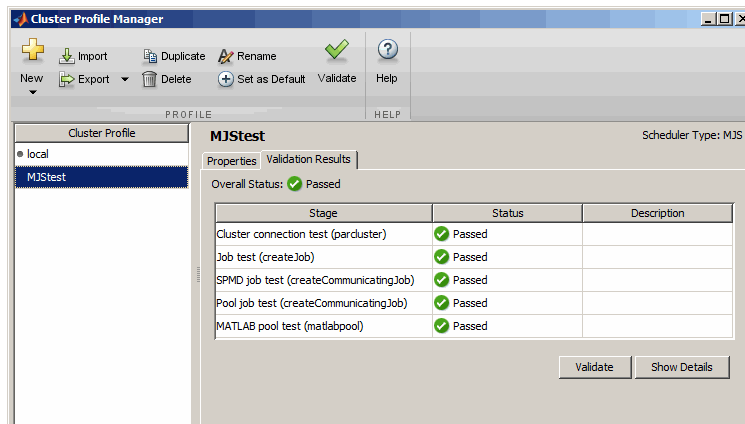 Cluster Profile Manager
New Import Export Duplicate Delete Rename Set as Default Validate Help
PROFILE HELP
Cluster Profile
local
MJStest
MJStest Scheduler Type: MJS
Properties Validation Results
Overall Status: Passed
Stage Status Description
Cluster connection test (parcluster) Passed
Job test (createJob) Passed
SPMD job test (createCommunicatingJob) Passed
Pool job test (createCommunicatingJob) Passed
MATLAB pool test (matlabpool) Passed
Validate Show Details